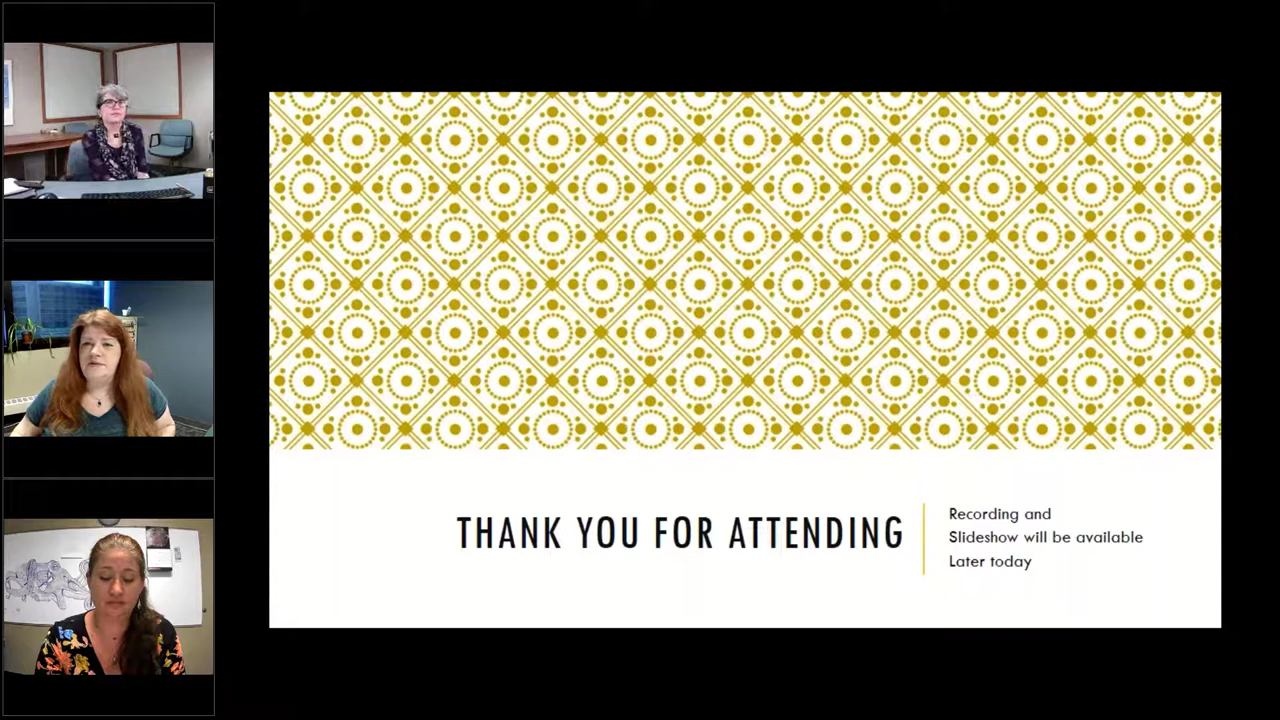 THANK YOU FOR ATTENDING
Recording and
Slideshow will be available
Later today